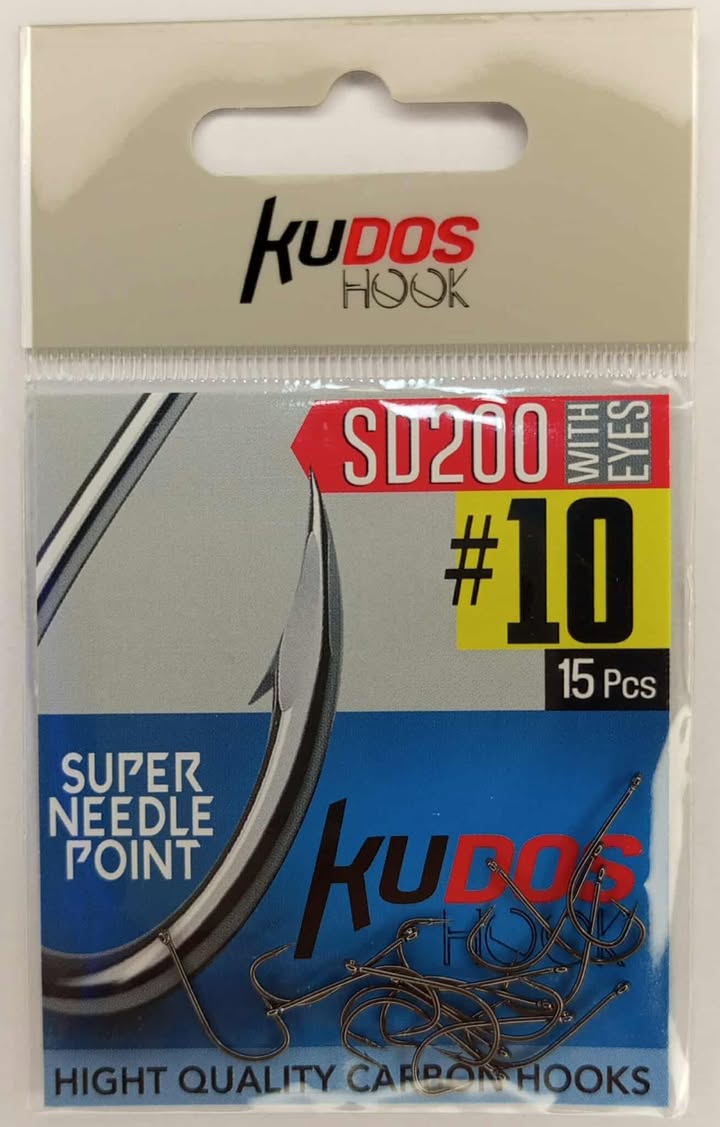 KUDOS
HOOK
SD200
WITH
EYES
#10
15 Pcs
SUPER
NEEDLE
POINT
KUDOS
HOOK
HIGHT QUALITY CARBON HOOKS